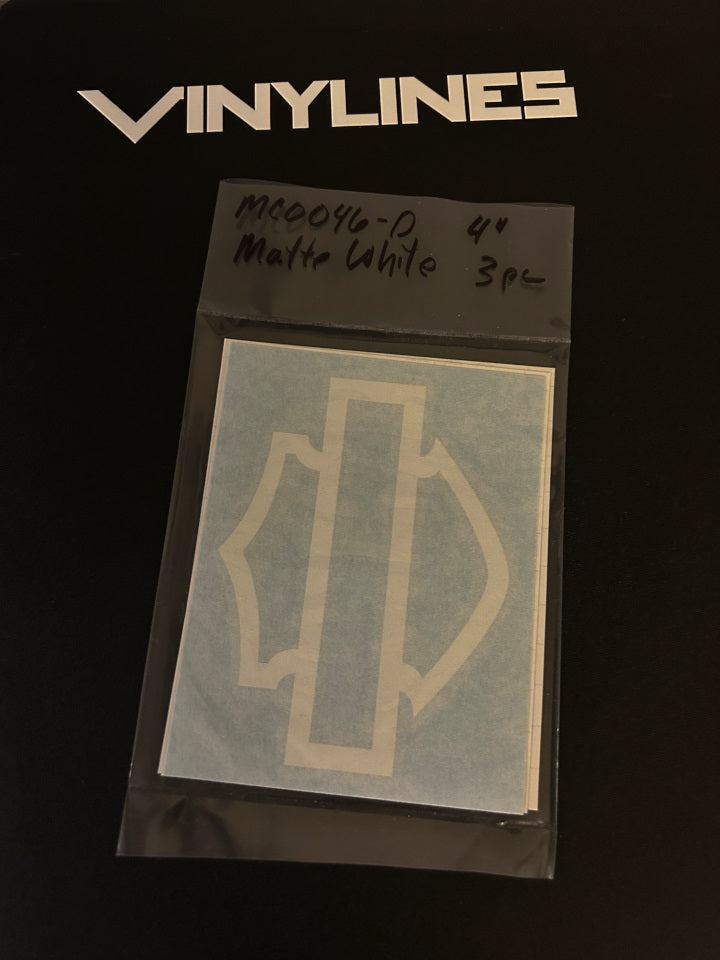 VINYLINES
MC0046-D 4"
Matte White 3pc